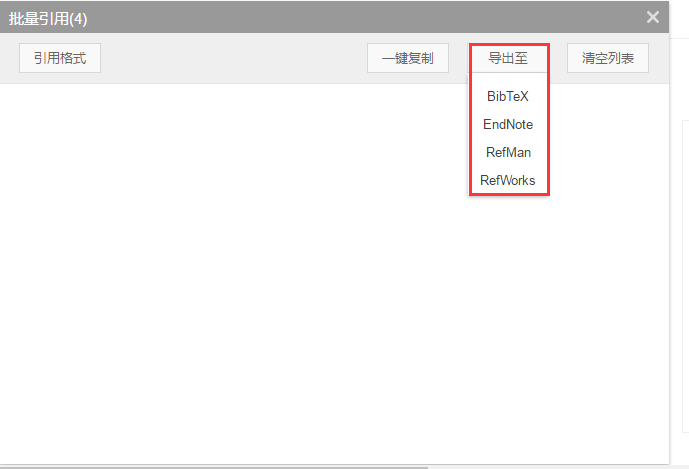 批量引用(4)
引用格式
一键复制
导出至
清空列表
BibTeX
EndNote
RefMan
RefWorks